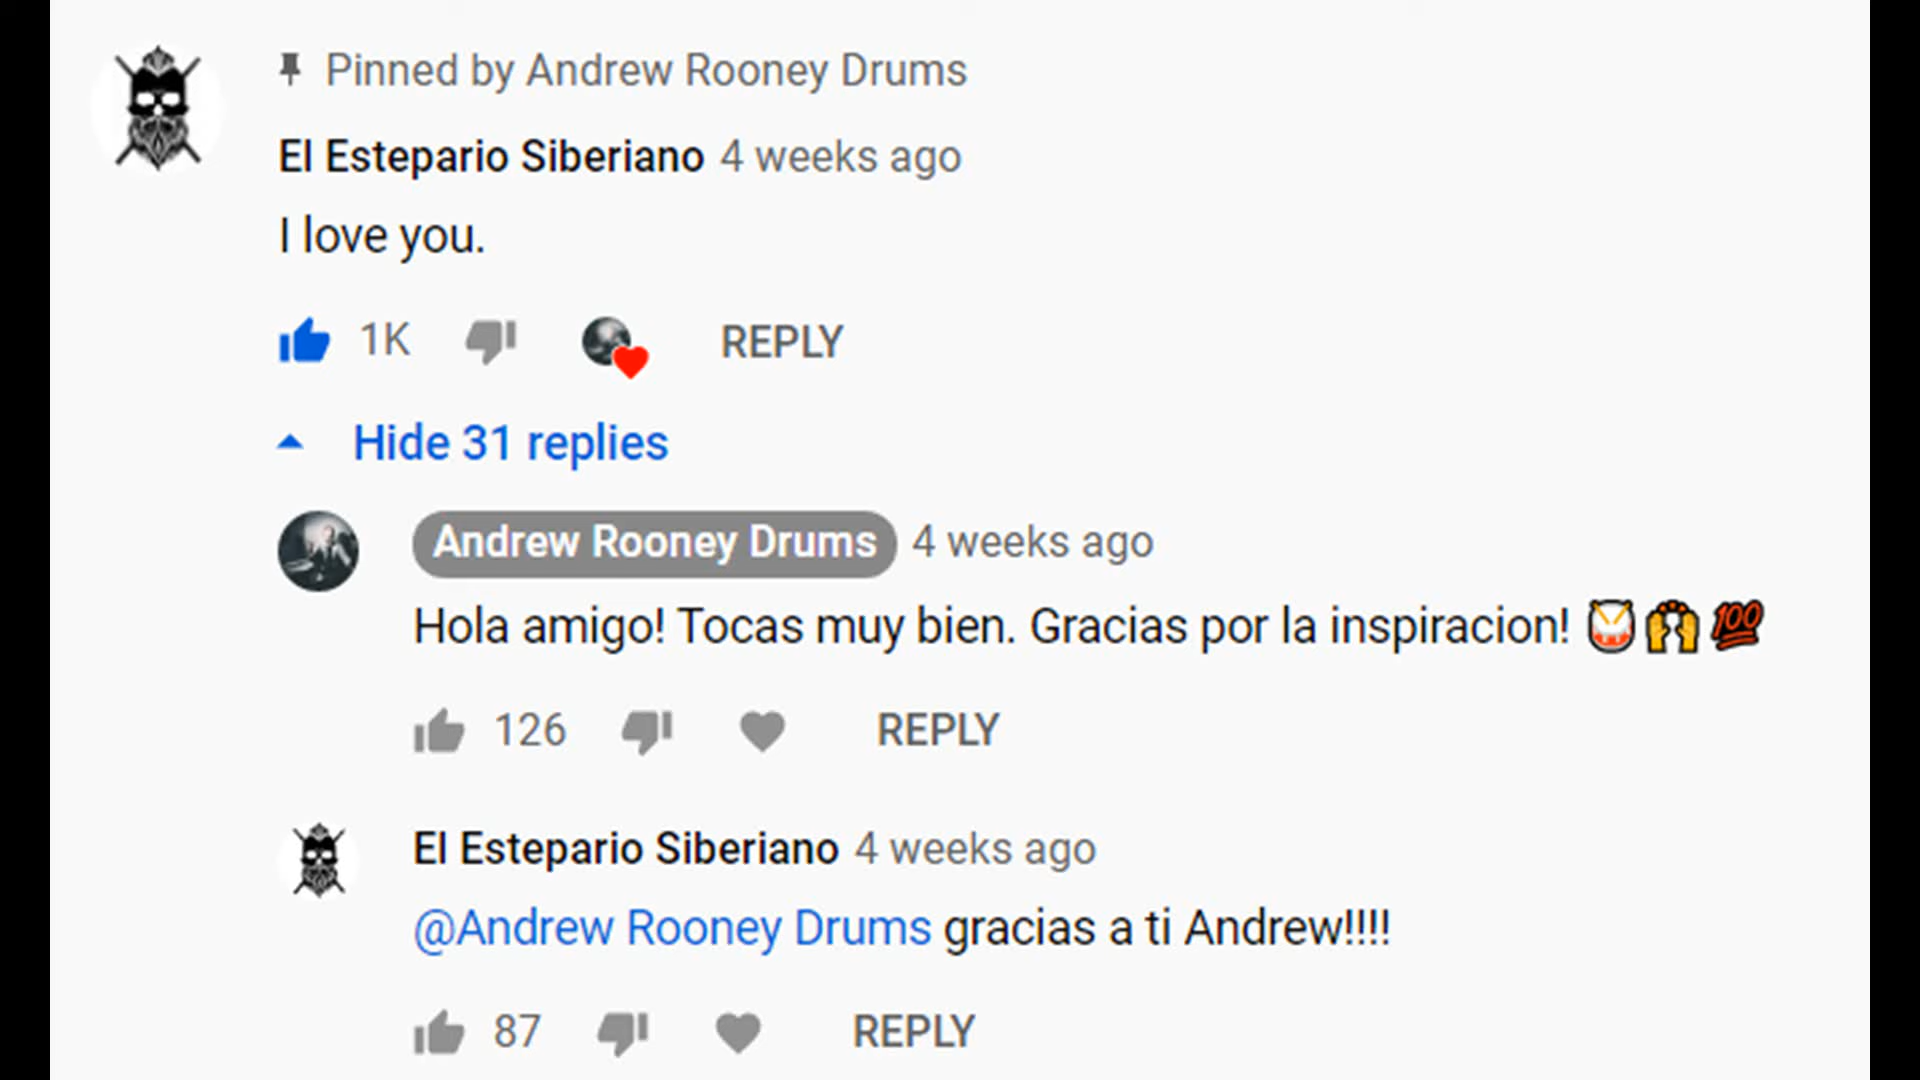 Pinned by Andrew Rooney Drums
El Estepario Siberiano 4 weeks ago
I love you.
1K REPLY
Hide 31 replies
Andrew Rooney Drums 4 weeks ago
Hola amigo! Tocas muy bien. Gracias por la inspiracion! 🥁🙌💯
126 REPLY
El Estepario Siberiano 4 weeks ago
@Andrew Rooney Drums gracias a ti Andrew!!!!
87 REPLY